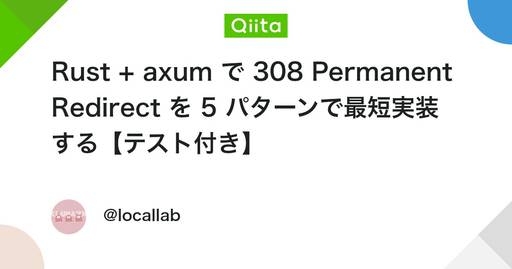 Qiita
Rust + axum で 308 Permanent
Redirect を 5 パターンで最短実装
する【テスト付き】
@locallab